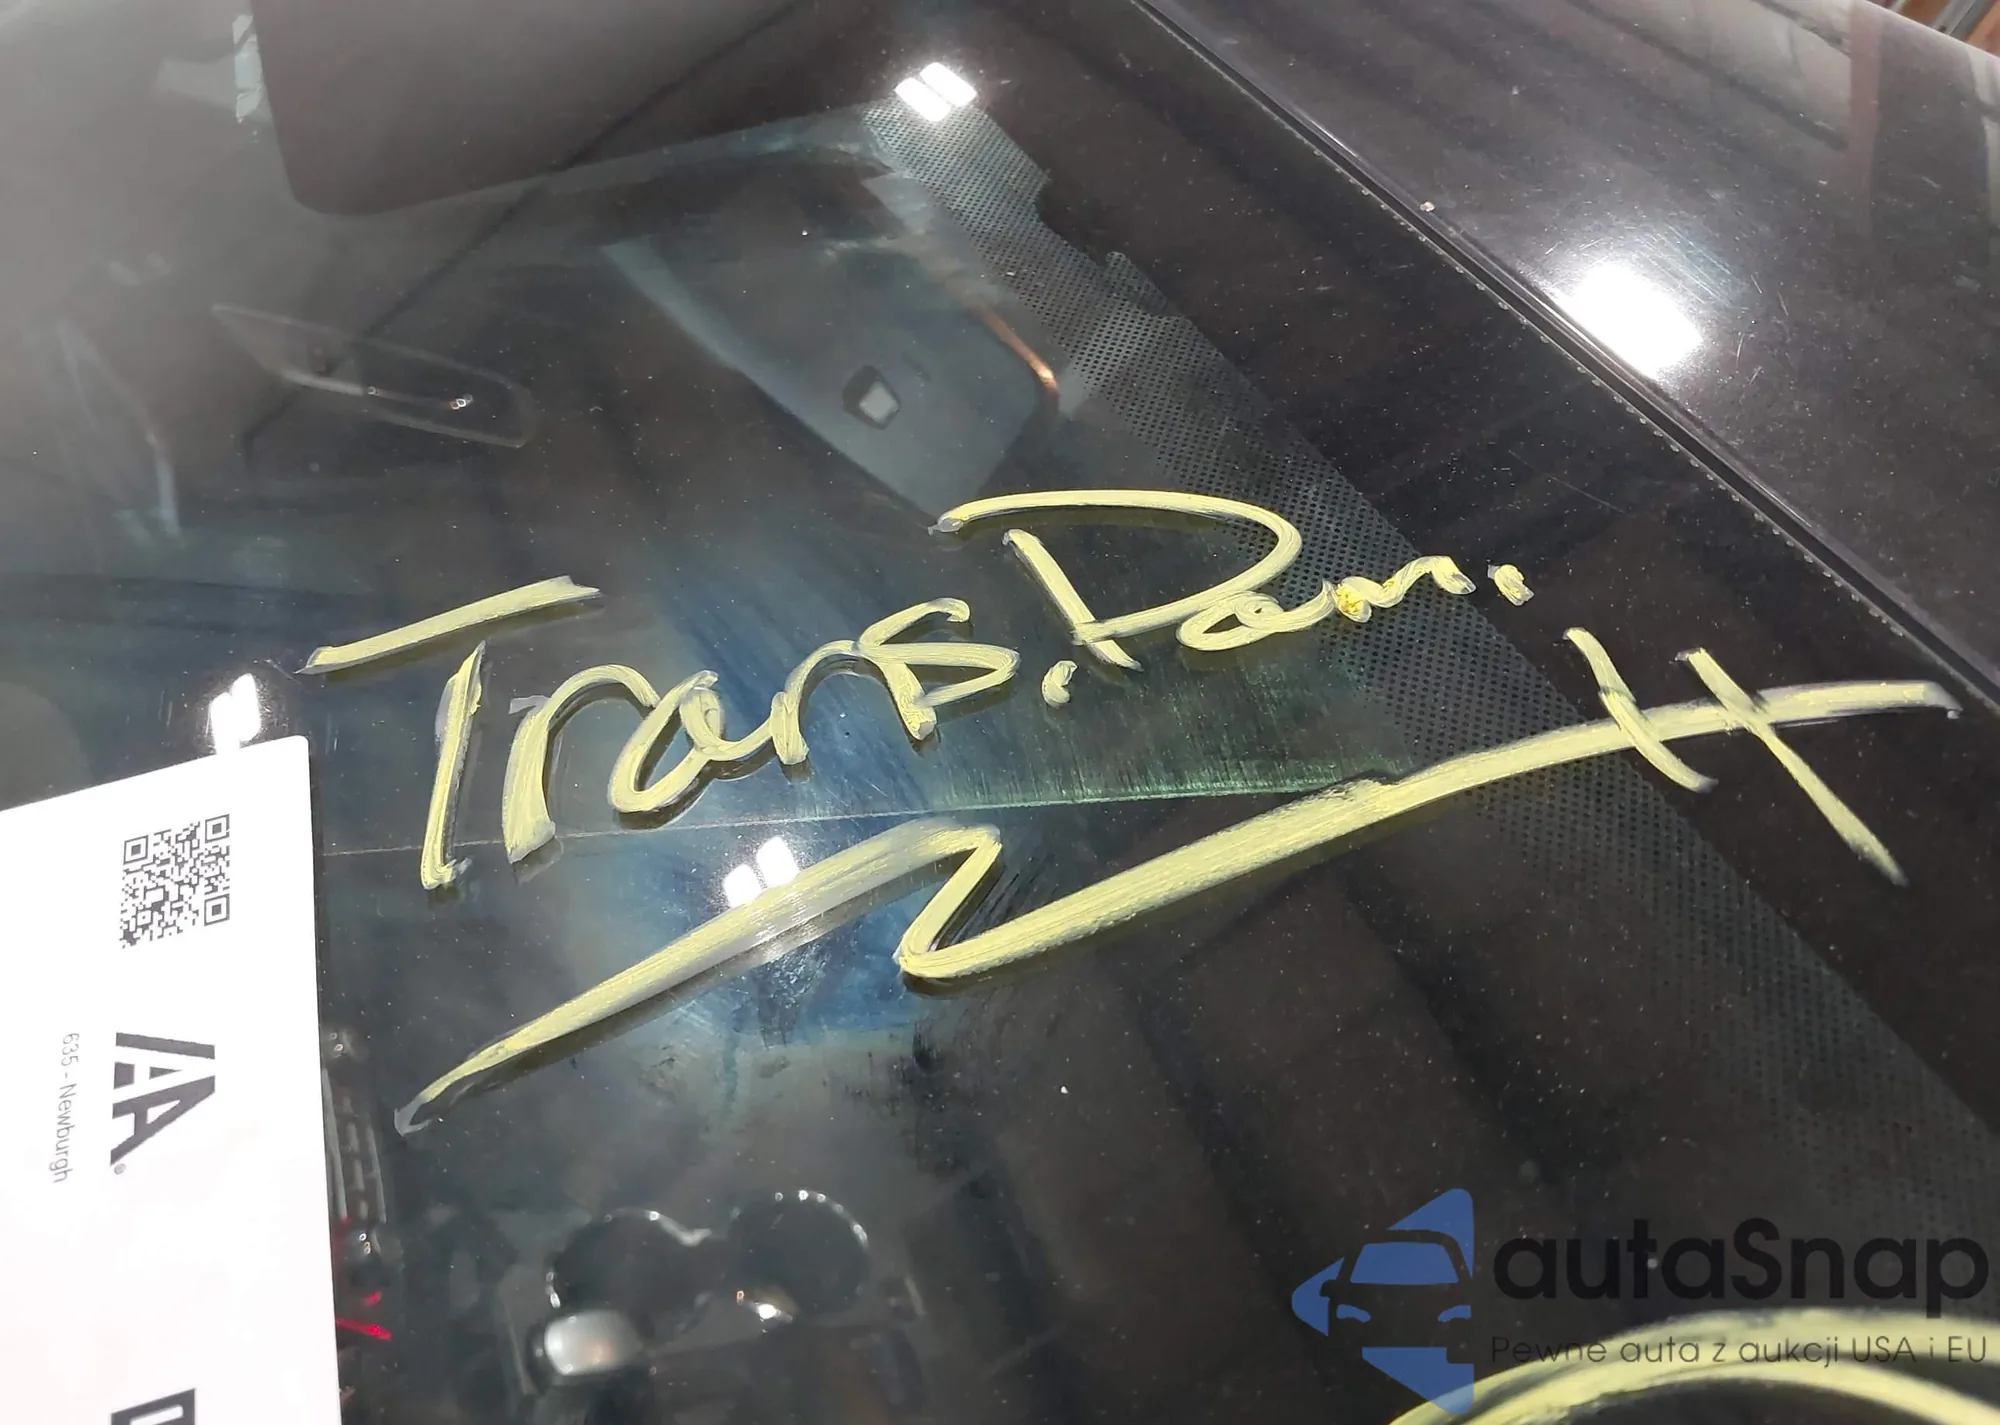 Trans. Dam.
IAA
635 - Newburgh
autaSnap
Pewne auta z aukcji USA i EU